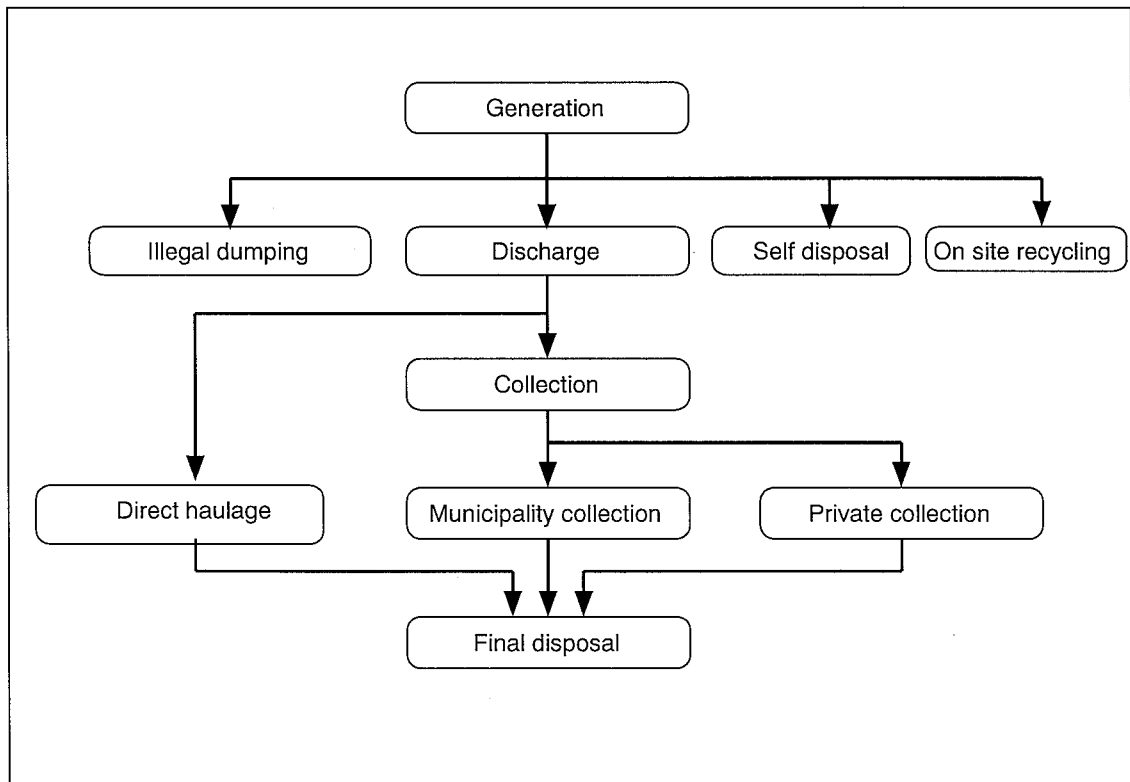 Generation
Illegal dumping
Discharge
Self disposal
On site recycling
Collection
Direct haulage
Municipality collection
Private collection
Final disposal